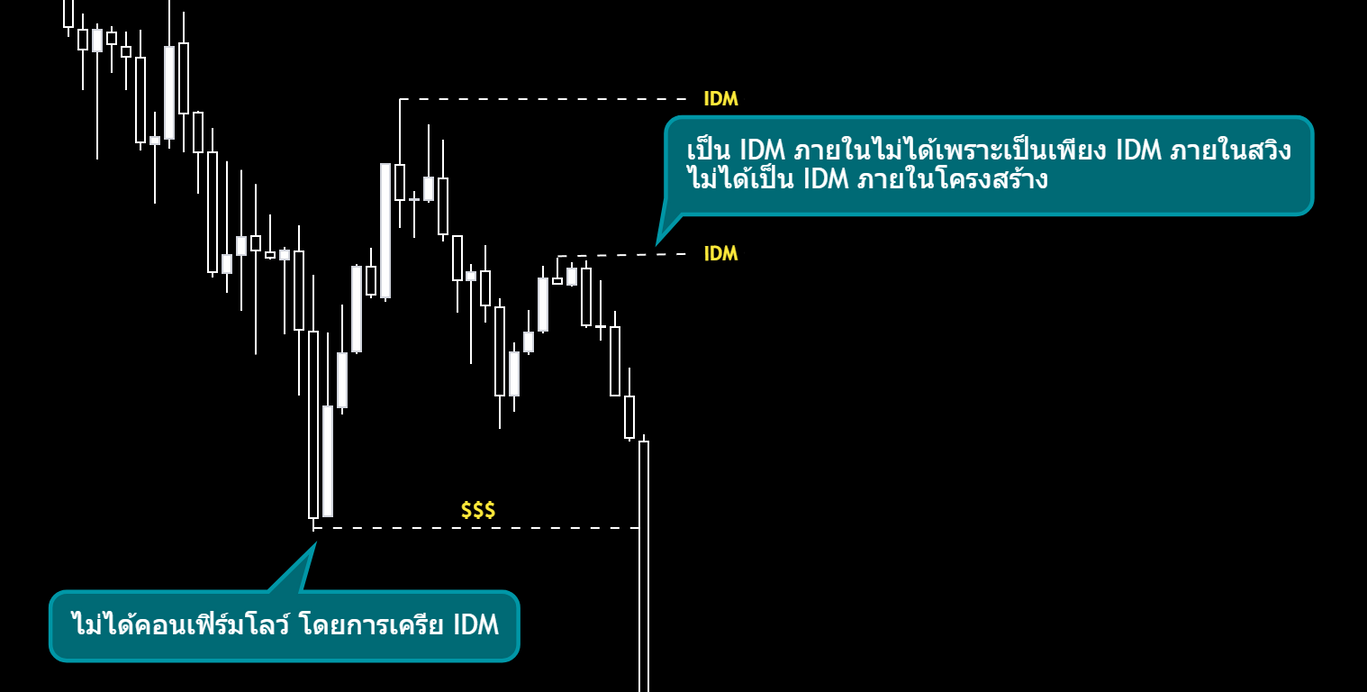 IDM
เป็น IDM ภายในไม่ได้เพราะเป็นเพียง IDM ภายในสวิง
ไม่ได้เป็น IDM ภายในโครงสร้าง
IDM
$$$
ไม่ได้คอนเฟิร์มโลว์ โดยการเครีย IDM